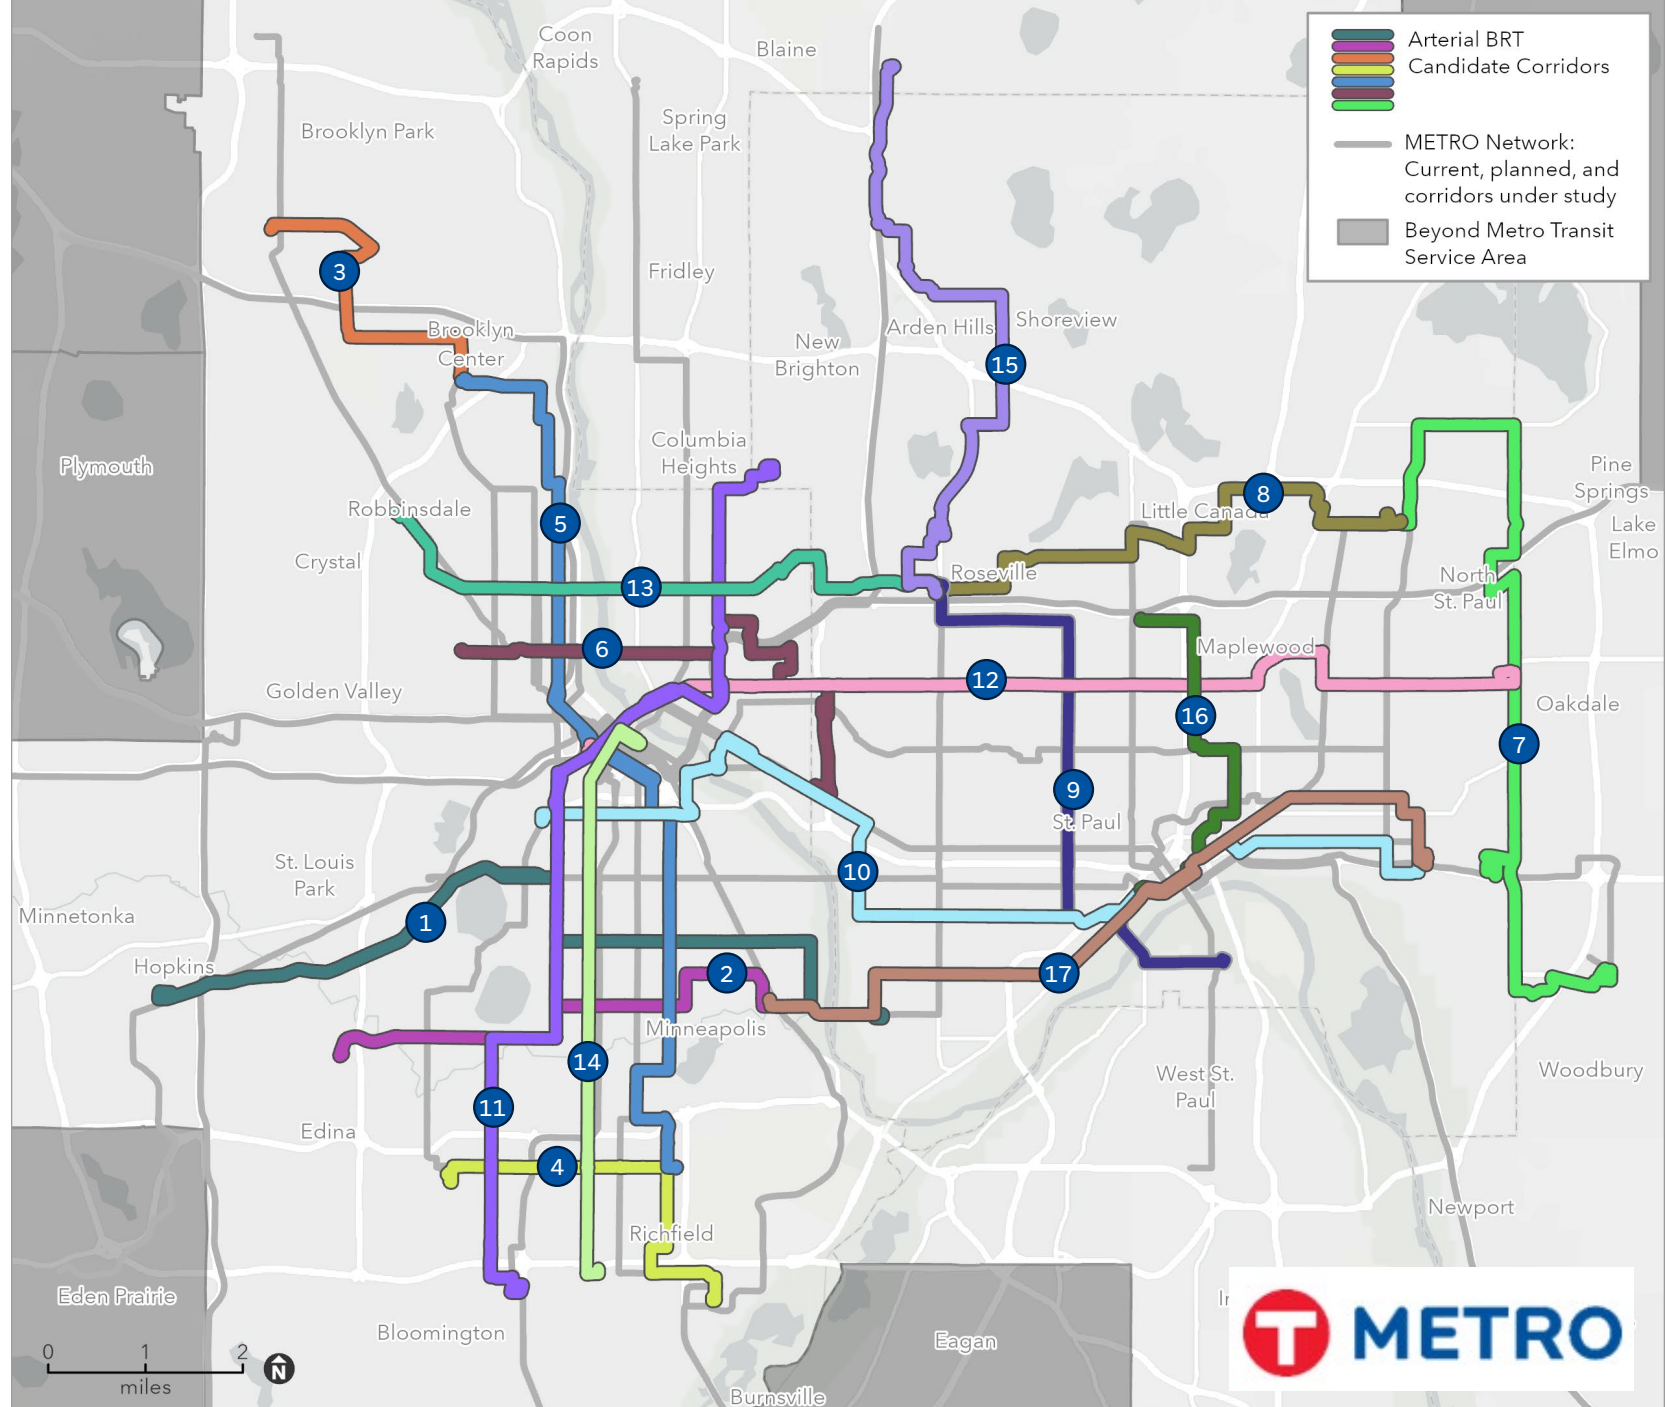 Coon
Rapids
Blaine
Arterial BRT
Candidate Corridors
METRO Network:
Current, planned, and
corridors under study
Beyond Metro Transit
Service Area
Brooklyn Park
Spring
Lake Park
3
Fridley
Brooklyn
Center
New
Brighton
Arden Hills
Shoreview
15
Plymouth
Columbia
Heights
Pine
Springs
Robbinsdale
5
8
Little Canada
Lake
Elmo
Crystal
13
Roseville
North
St. Paul
6
Maplewood
Golden Valley
12
16
Oakdale
7
9
St. Paul
St. Louis
Park
10
Minnetonka
1
Hopkins
2
17
Minneapolis
14
West St.
Paul
Woodbury
11
Edina
4
Newport
Richfield
Eden Prairie
Bloomington
Eagan
T METRO
0 1 2
miles
N
Burnsville